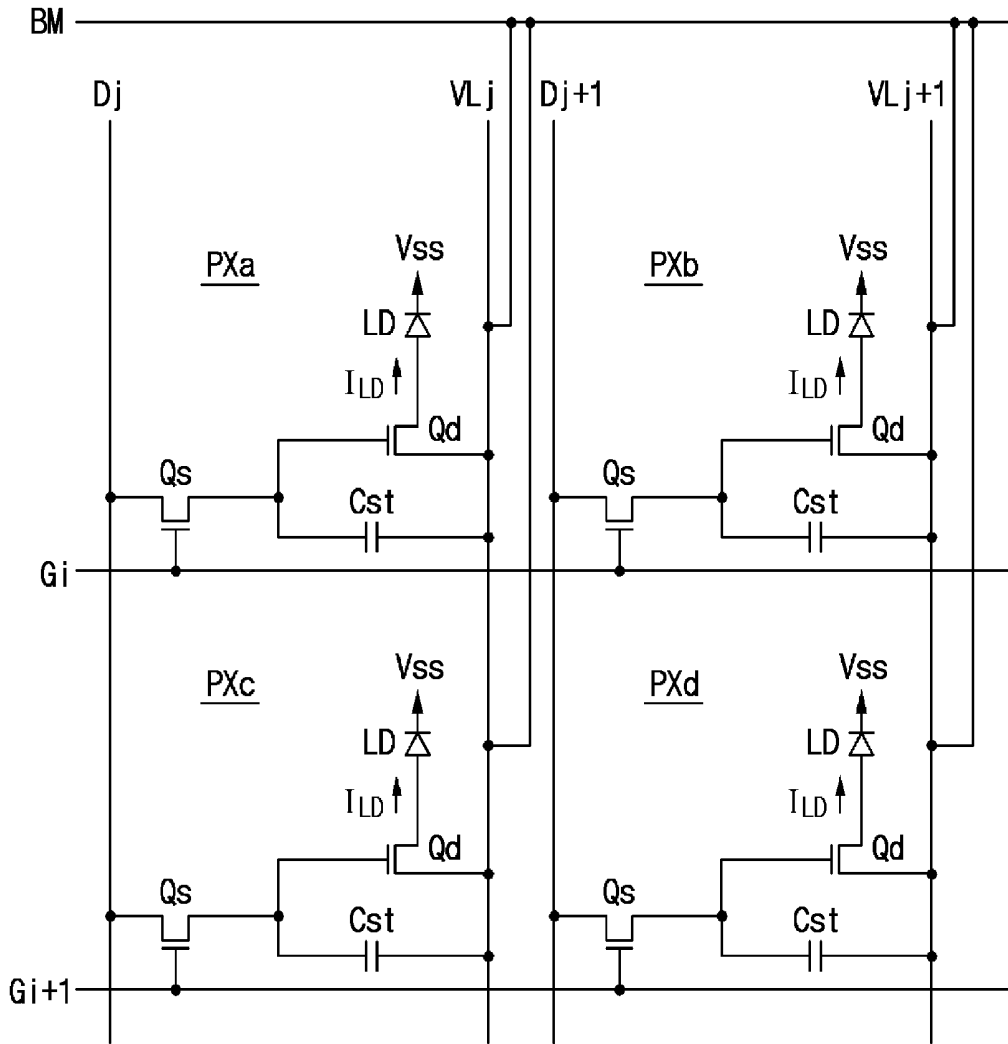 BM
Dj VLj Dj+1 VLj+1
Vss Vss
PXa PXb
LD LD
ILD ILD
Qd Qd
Qs Qs
Cst Cst
Gi
Vss Vss
PXc PXd
LD LD
ILD ILD
Qd Qd
Qs Qs
Cst Cst
Gi+1